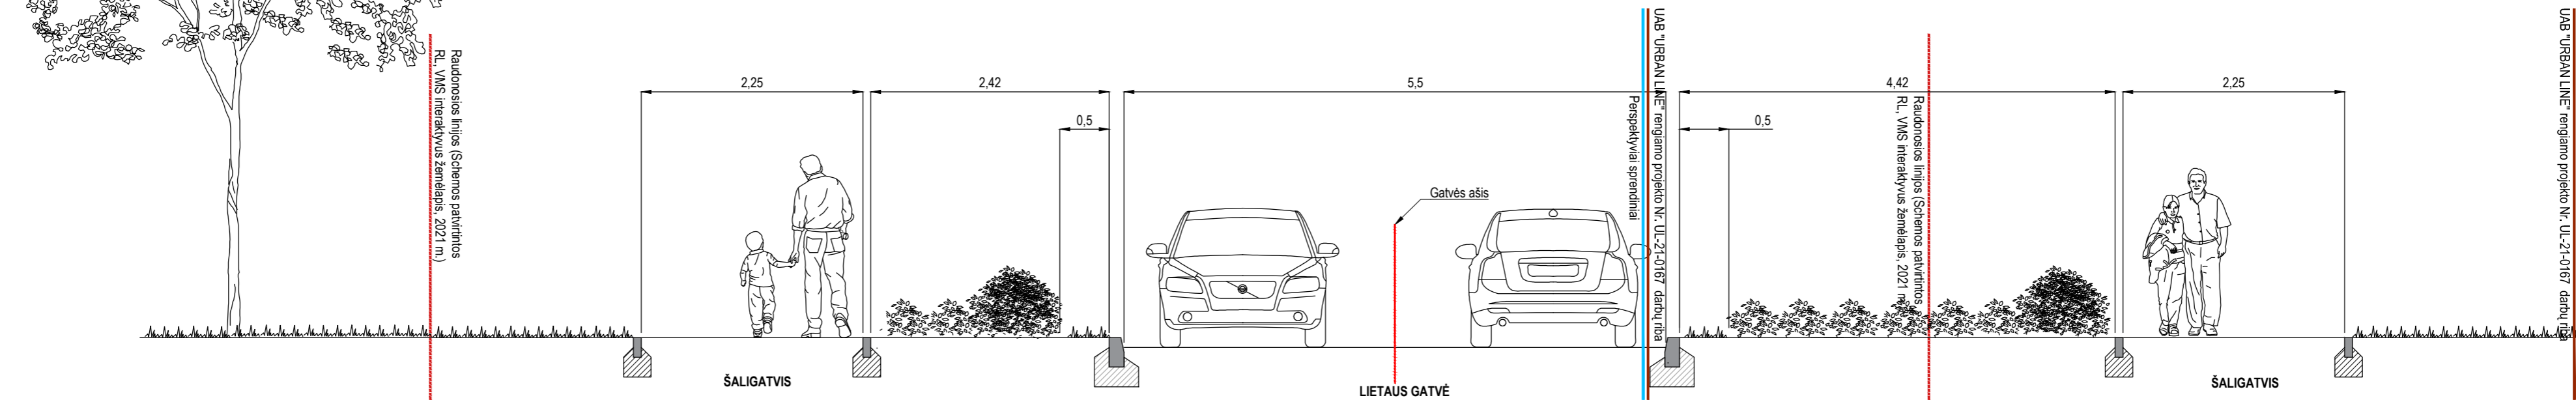 Raudonosios linijos (Schemos patvirtintos
RL, VMS interaktyvus žemėlapis, 2021 m.)
2,25
2,42
0,5
5,5
Gatvės ašis
Perspektyviai sprendiniai
UAB "URBAN LINE" rengiamo projekto Nr. UL-21-0167 darbų riba
4,42
0,5
Raudonosios linijos (Schemos patvirtintos
RL, VMS interaktyvus žemėlapis, 2021 m.)
2,25
UAB "URBAN LINE" rengiamo projekto Nr. UL-21-0167 darbų riba
ŠALIGATVIS
LIETAUS GATVĖ
ŠALIGATVIS